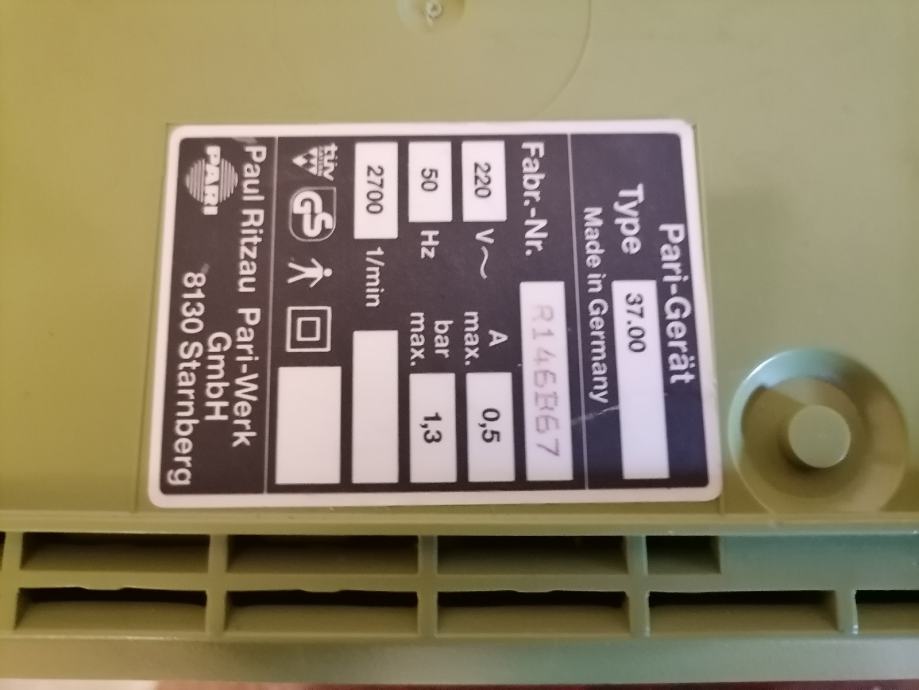 Pari-Gerät
Type 37.00
Made in Germany
Fabr.-Nr. R146B67
220 V~ A max. 0,5
50 Hz bar max. 1,3
2700 1/min
TÜV GS
Paul Ritzau Pari-Werk
GmbH
PARI 8130 Starnberg